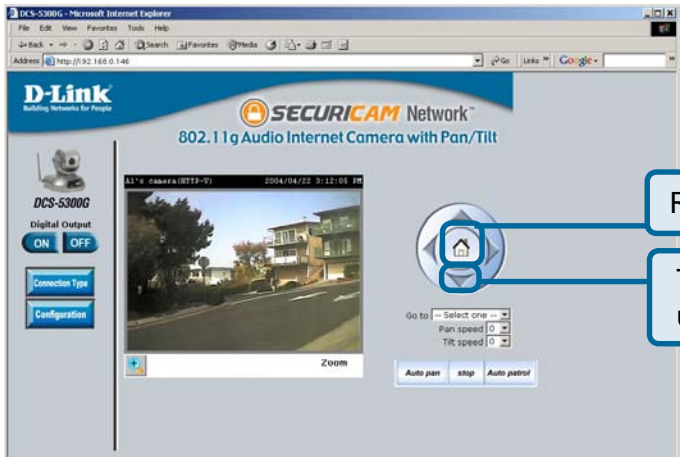 DCS-5300G - Microsoft Internet Explorer
File Edit View Favorites Tools Help
Back Search Favorites Media
Address http://192.168.0.146 Go Links » Google »
D-Link
Building Networks for People
SECURICAM Network™
802.11g Audio Internet Camera with Pan/Tilt
DCS-5300G
Digital Output
ON OFF
Connection Type
Configuration
Al's camera(HTTP-V) 2004/04/22 3:12:05 PM
Zoom
R
T
u
Go to -- Select one --
Pan speed 0
Tilt speed 0
Auto pan stop Auto patrol